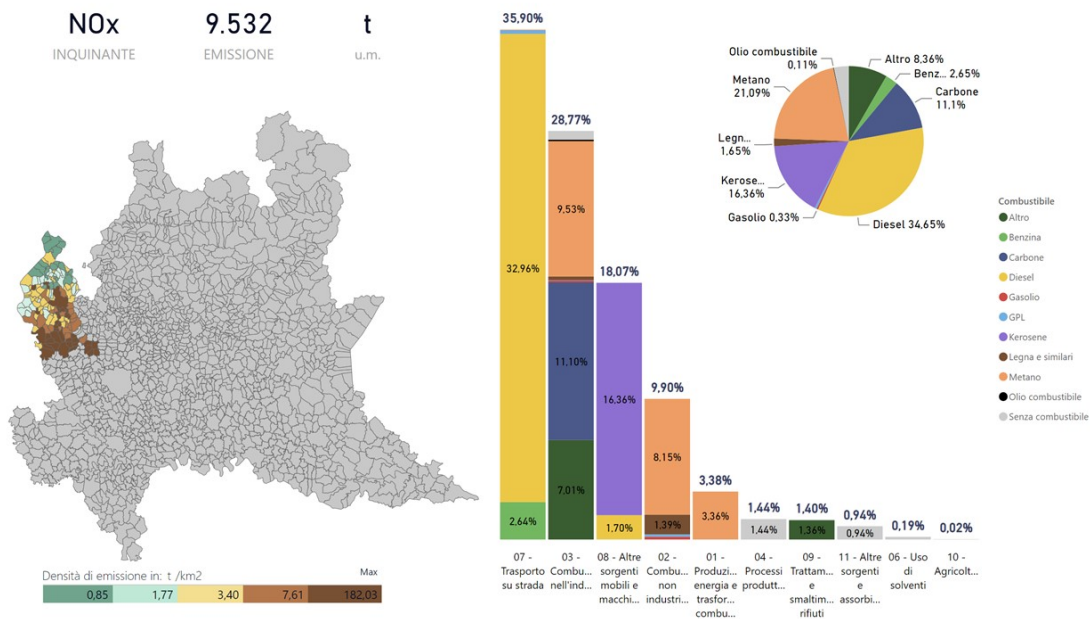 NOx
9.532
t
INQUINANTE
EMISSIONE
u.m.
Densità di emissione in: t /km2
Max
0,85
1,77
3,40
7,61
182,03
35,90%
32,96%
2,64%
07 -
Trasporto
su strada
28,77%
9,53%
11,10%
7,01%
03 -
Combu...
nell'ind...
18,07%
16,36%
1,70%
08 - Altre
sorgenti
mobili e
macchi...
9,90%
8,15%
1,39%
02 -
Combu...
non
industri...
3,38%
3,36%
01 -
Produzi...
energia e
trasfor...
combu...
1,44%
1,44%
04 -
Processi
produtt...
1,40%
1,36%
09 -
Trattam...
e
smaltim...
rifiuti
0,94%
0,94%
11 - Altre
sorgenti
e
assorbi...
0,19%
06 - Uso
di
solventi
0,02%
10 -
Agricolt...
Olio combustibile
0,11%
Altro 8,36%
Benz... 2,65%
Carbone
11,1%
Diesel 34,65%
Gasolio 0,33%
Kerose...
16,36%
Legn...
1,65%
Metano
21,09%
Combustibile
Altro
Benzina
Carbone
Diesel
Gasolio
GPL
Kerosene
Legna e similari
Metano
Olio combustibile
Senza combustibile